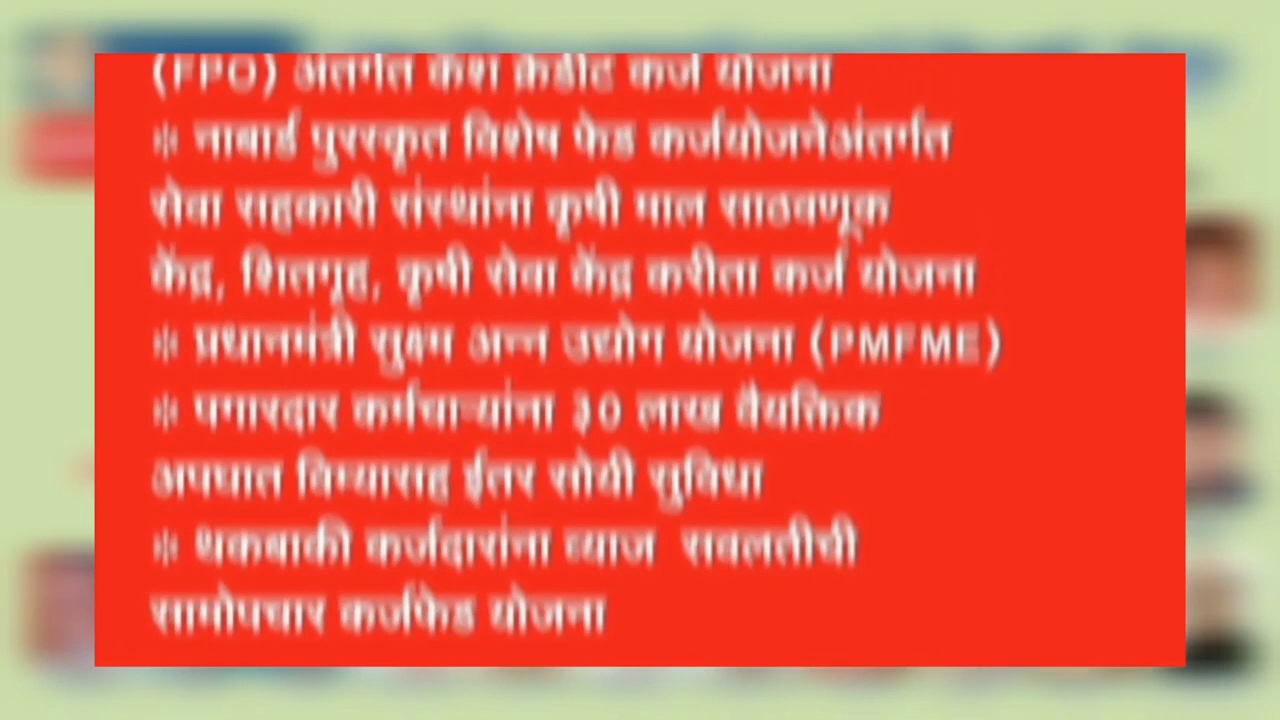 (FPO) अंतर्गत कॅश क्रेडीट कर्ज योजना
* नाबार्ड पुरस्कृत विशेष फेड कर्जयोजनेअंतर्गत
सेवा सहकारी संस्थांना कृषी माल साठवणूक
केंद्र, शितगृह, कृषी सेवा केंद्र करीता कर्ज योजना
* प्रधानमंत्री सुक्ष्म अन्न उद्योग योजना (PMFME)
* पगारदार कर्मचाऱ्यांना ३० लाख वैयक्तिक
अपघात विम्यासह ईतर सोयी सुविधा
* थकबाकी कर्जदारांना व्याज सवलतीची
सामोपचार कर्जफेड योजना